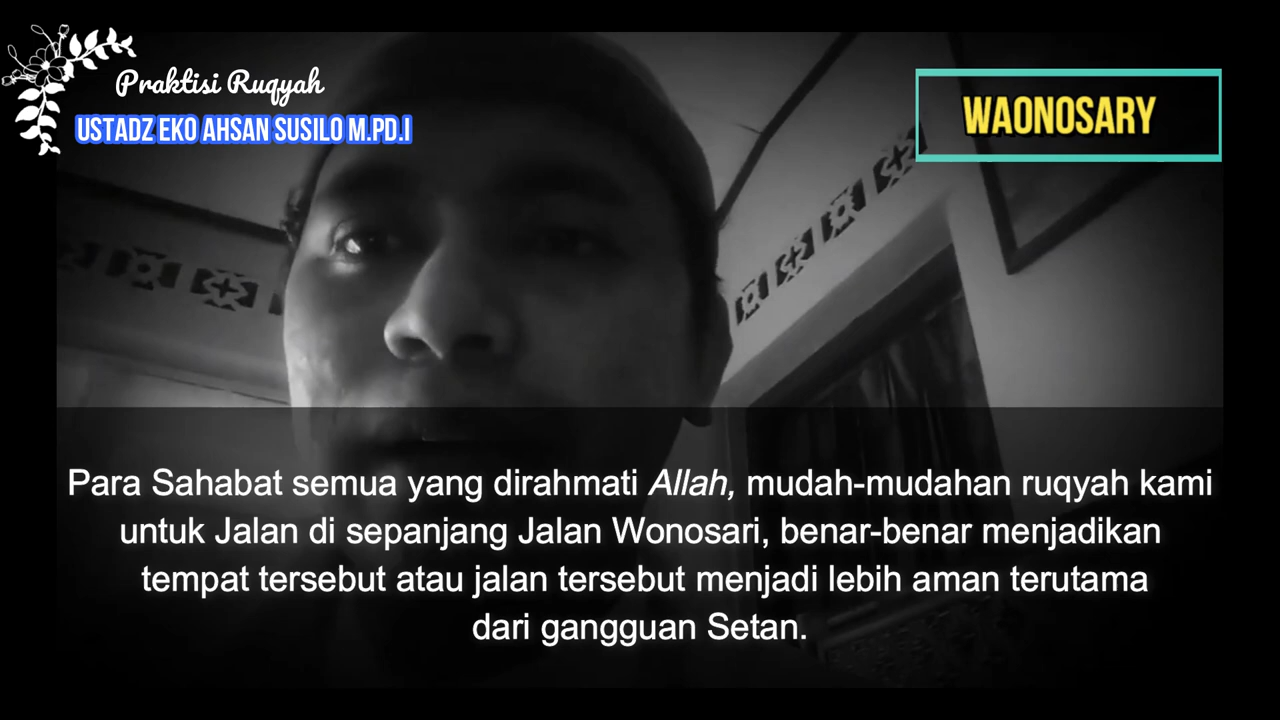 Praktisi Ruqyah
USTADZ EKO AHSAN SUSILO M.PD.I
WAONOSARY
Para Sahabat semua yang dirahmati Allah, mudah-mudahan ruqyah kami
untuk Jalan di sepanjang Jalan Wonosari, benar-benar menjadikan
tempat tersebut atau jalan tersebut menjadi lebih aman terutama
dari gangguan Setan.